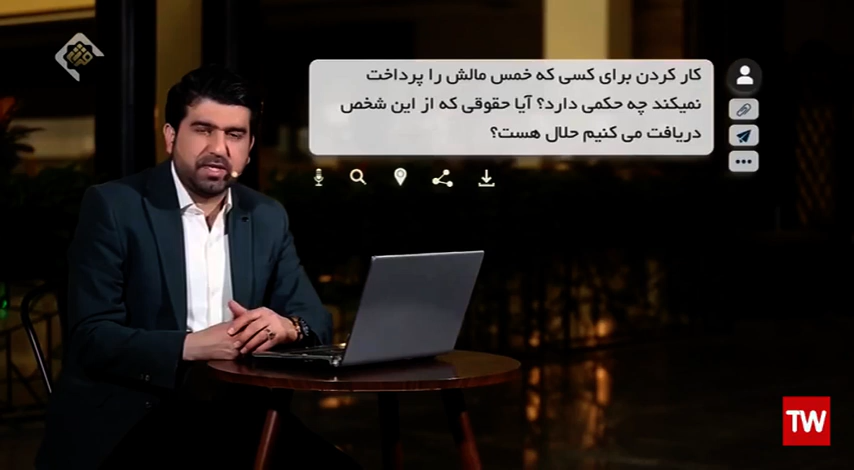 کار کردن برای کسی که خمس مالش را پرداخت
نمیکند چه حکمی دارد؟ آیا حقوقی که از این شخص
دریافت می کنیم حلال هست؟
TW